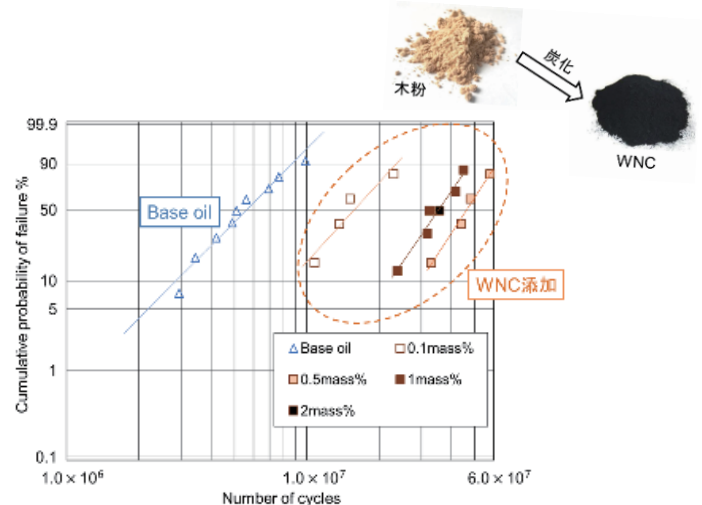 木粉
炭化
WNC
Cumulative probability of failure %
99.9
90
50
10
5
1
0.1
Base oil
WNC添加
Base oil
0.1mass%
0.5mass%
1mass%
2mass%
1.0 × 10⁶
1.0 × 10⁷
6.0 × 10⁷
Number of cycles